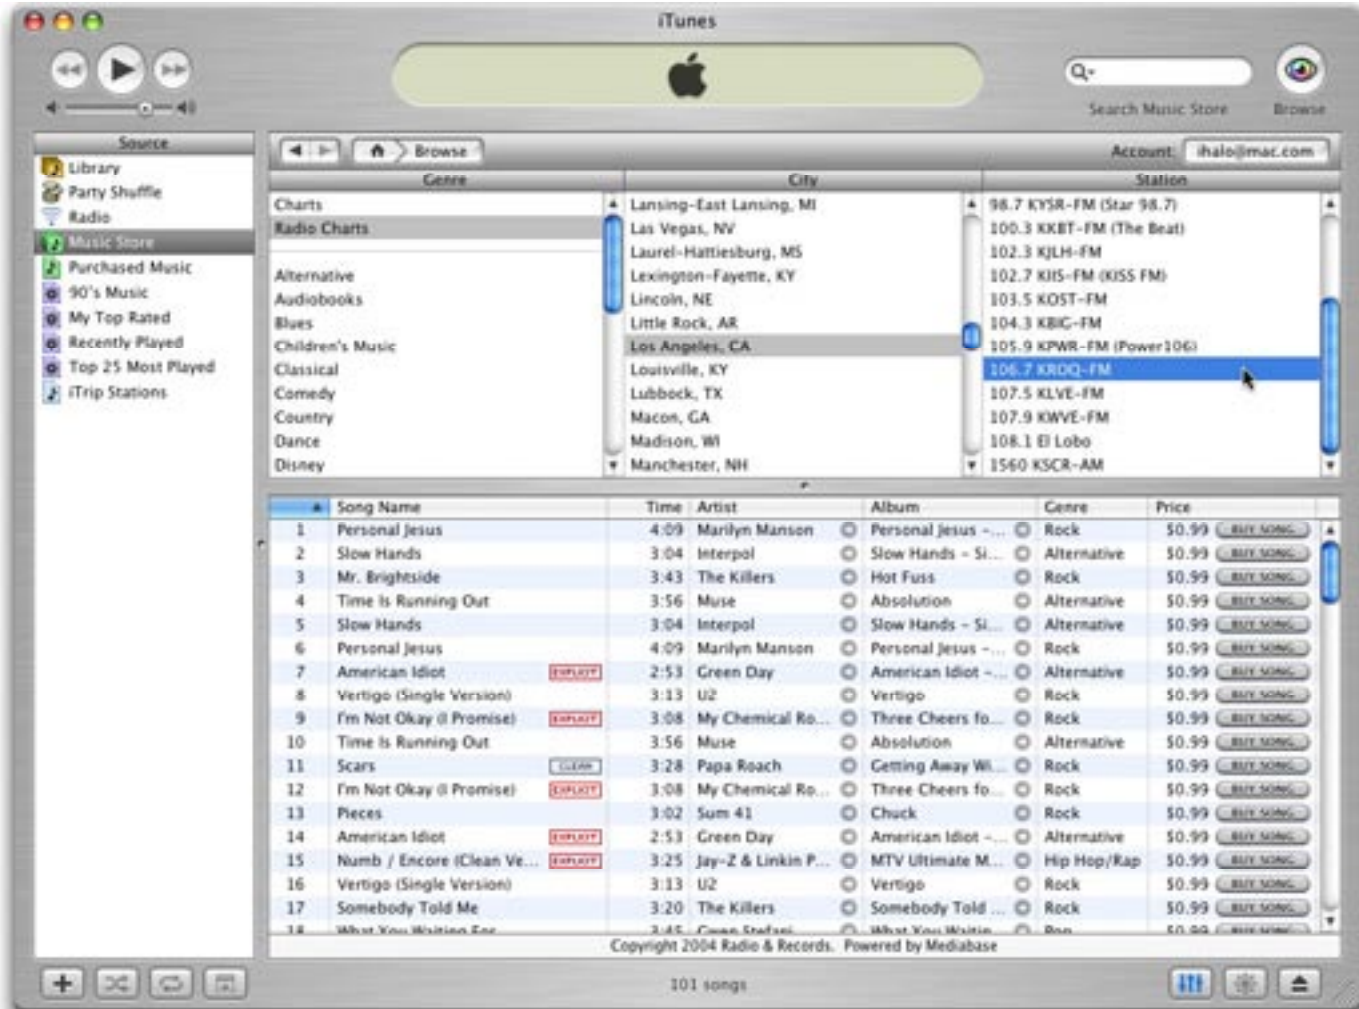 iTunes
Search Music Store
Browse
Source
Library
Party Shuffle
Radio
Music Store
Purchased Music
90's Music
My Top Rated
Recently Played
Top 25 Most Played
iTrip Stations
Browse
Account: ihalo@mac.com
Genre
Charts
Radio Charts
Alternative
Audiobooks
Blues
Children's Music
Classical
Comedy
Country
Dance
Disney
City
Lansing-East Lansing, MI
Las Vegas, NV
Laurel-Hattiesburg, MS
Lexington-Fayette, KY
Lincoln, NE
Little Rock, AR
Los Angeles, CA
Louisville, KY
Lubbock, TX
Macon, GA
Madison, WI
Manchester, NH
Station
98.7 KYSR-FM (Star 98.7)
100.3 KKBT-FM (The Beat)
102.3 KJLH-FM
102.7 KIIS-FM (KISS FM)
103.5 KOST-FM
104.3 KBIG-FM
105.9 KPWR-FM (Power106)
106.7 KROQ-FM
107.5 KLVE-FM
107.9 KWVE-FM
108.1 El Lobo
1560 KSCR-AM
Song Name Time Artist Album Genre Price
1 Personal Jesus 4:09 Marilyn Manson Personal Jesus -... Rock $0.99 BUY SONG
2 Slow Hands 3:04 Interpol Slow Hands - Si... Alternative $0.99 BUY SONG
3 Mr. Brightside 3:43 The Killers Hot Fuss Rock $0.99 BUY SONG
4 Time Is Running Out 3:56 Muse Absolution Alternative $0.99 BUY SONG
5 Slow Hands 3:04 Interpol Slow Hands - Si... Alternative $0.99 BUY SONG
6 Personal Jesus 4:09 Marilyn Manson Personal Jesus -... Rock $0.99 BUY SONG
7 American Idiot EXPLICIT 2:53 Green Day American Idiot -... Alternative $0.99 BUY SONG
8 Vertigo (Single Version) 3:13 U2 Vertigo Rock $0.99 BUY SONG
9 I'm Not Okay (I Promise) EXPLICIT 3:08 My Chemical Ro... Three Cheers fo... Rock $0.99 BUY SONG
10 Time Is Running Out 3:56 Muse Absolution Alternative $0.99 BUY SONG
11 Scars CLEAN 3:28 Papa Roach Getting Away Wi... Rock $0.99 BUY SONG
12 I'm Not Okay (I Promise) EXPLICIT 3:08 My Chemical Ro... Three Cheers fo... Rock $0.99 BUY SONG
13 Pieces 3:02 Sum 41 Chuck Rock $0.99 BUY SONG
14 American Idiot EXPLICIT 2:53 Green Day American Idiot -... Alternative $0.99 BUY SONG
15 Numb / Encore (Clean Ve... EXPLICIT 3:25 Jay-Z & Linkin P... MTV Ultimate M... Hip Hop/Rap $0.99 BUY SONG
16 Vertigo (Single Version) 3:13 U2 Vertigo Rock $0.99 BUY SONG
17 Somebody Told Me 3:20 The Killers Somebody Told ... Rock $0.99 BUY SONG
18 What You Waiting For 3:45 Gwen Stefani What You Waitin... Pop $0.99 BUY SONG
Copyright 2004 Radio & Records. Powered by Mediabase
101 songs